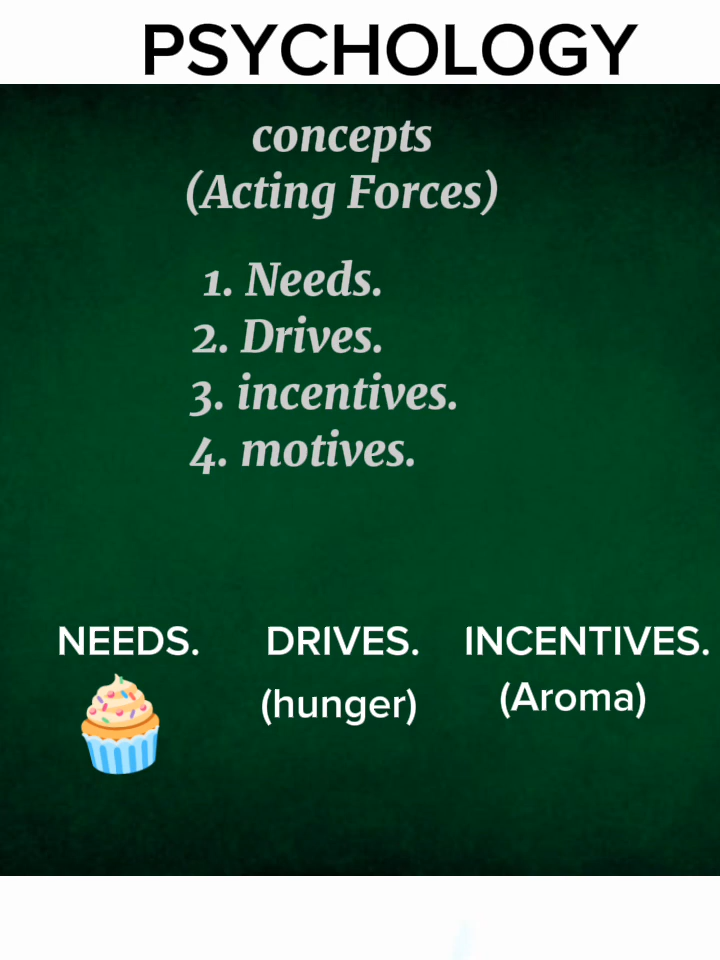 PSYCHOLOGY
concepts
(Acting Forces)
1. Needs.
2. Drives.
3. incentives.
4. motives.
NEEDS. DRIVES. INCENTIVES.
(hunger) (Aroma)